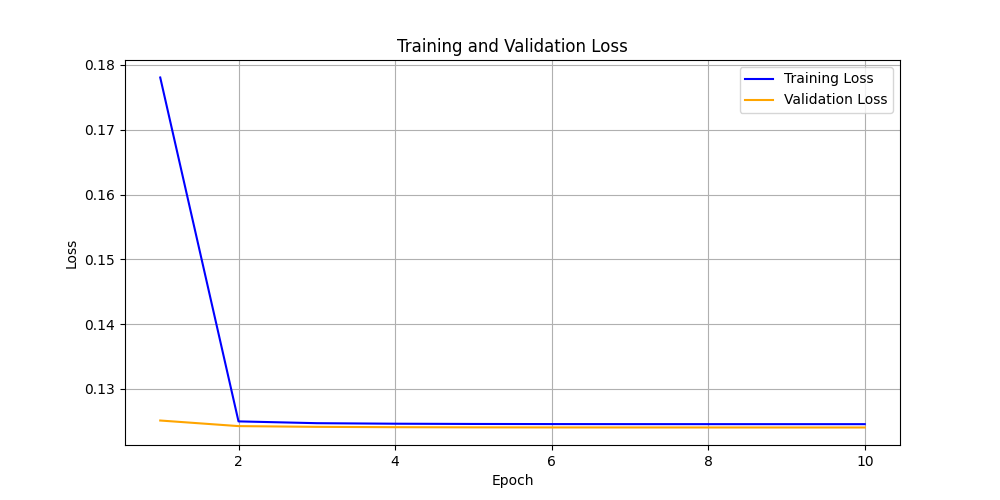 Training and Validation Loss
Training Loss
Validation Loss
0.18
0.17
0.16
0.15
0.14
0.13
Loss
2 4 6 8 10
Epoch